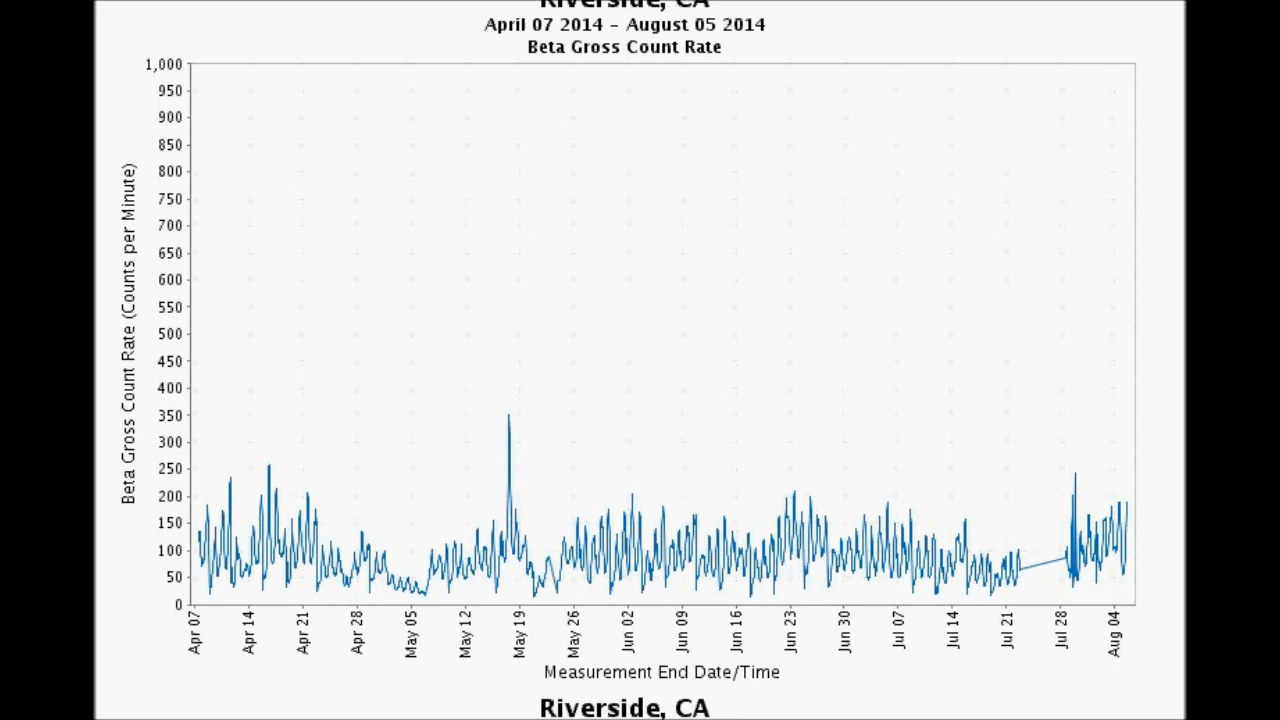 Riverside, CA
April 07 2014 - August 05 2014
Beta Gross Count Rate
1,000
950
900
850
800
750
700
650
600
550
500
450
400
350
300
250
200
150
100
50
0
Beta Gross Count Rate (Counts per Minute)
Apr 07
Apr 14
Apr 21
Apr 28
May 05
May 12
May 19
May 26
Jun 02
Jun 09
Jun 16
Jun 23
Jun 30
Jul 07
Jul 14
Jul 21
Jul 28
Aug 04
Measurement End Date/Time
Riverside, CA